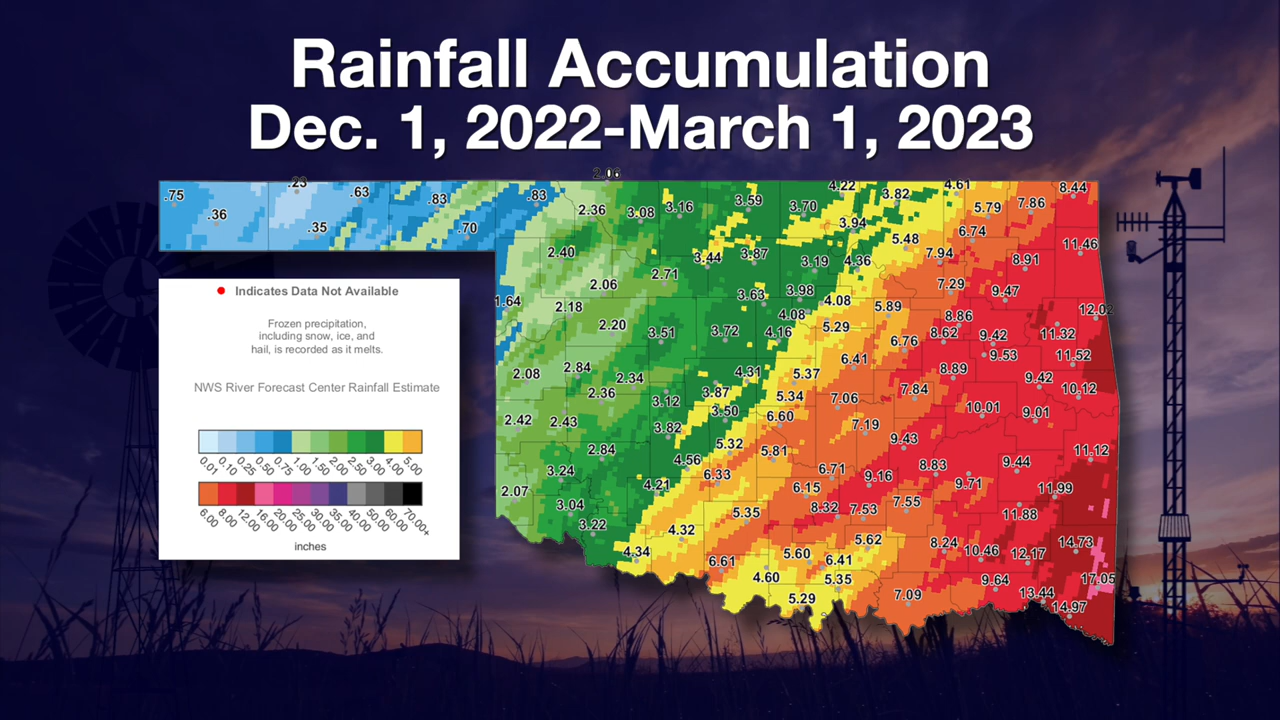 Rainfall Accumulation
Dec. 1, 2022-March 1, 2023
2.06
.75 .23 .63 .83 .83 2.36 3.08 3.16 3.59 3.70 4.22 3.82 4.61 8.44
.36 .35 .70 3.94 5.48 5.79 7.86 6.74
2.40 3.44 3.87 3.19 4.36 7.94 8.91 11.46
2.71 2.06 3.63 3.98 7.29 9.47
1.64 2.18 4.08 5.89 12.02
2.20 3.51 3.72 4.08 4.16 5.29 8.86 8.62 9.42 11.32
6.76 9.53 11.52
2.08 2.84 2.34 4.31 5.37 6.41 8.89 9.42 10.12
2.36 3.12 3.87 5.34 7.06 7.84
2.42 2.43 3.82 3.50 6.60 7.19 10.01 9.01
2.84 5.32 5.81 9.43 11.12
3.24 4.56 6.33 6.71 9.16 8.83 9.44
2.07 4.21 6.15 9.71 11.99
3.04 5.35 8.32 7.53 7.55 11.88
3.22 4.32 5.62 8.24 14.73
4.34 6.61 5.60 6.41 10.46 12.17
4.60 5.35 9.64 17.05
5.29 7.09 13.44 14.97
Indicates Data Not Available
Frozen precipitation,
including snow, ice, and
hail, is recorded as it melts.
NWS River Forecast Center Rainfall Estimate
0.01 0.10 0.25 0.50 0.75 1.00 1.50 2.00 2.50 3.00 4.00 5.00
6.00 8.00 12.00 16.00 20.00 25.00 30.00 35.00 40.00 50.00 60.00 70.00+
inches